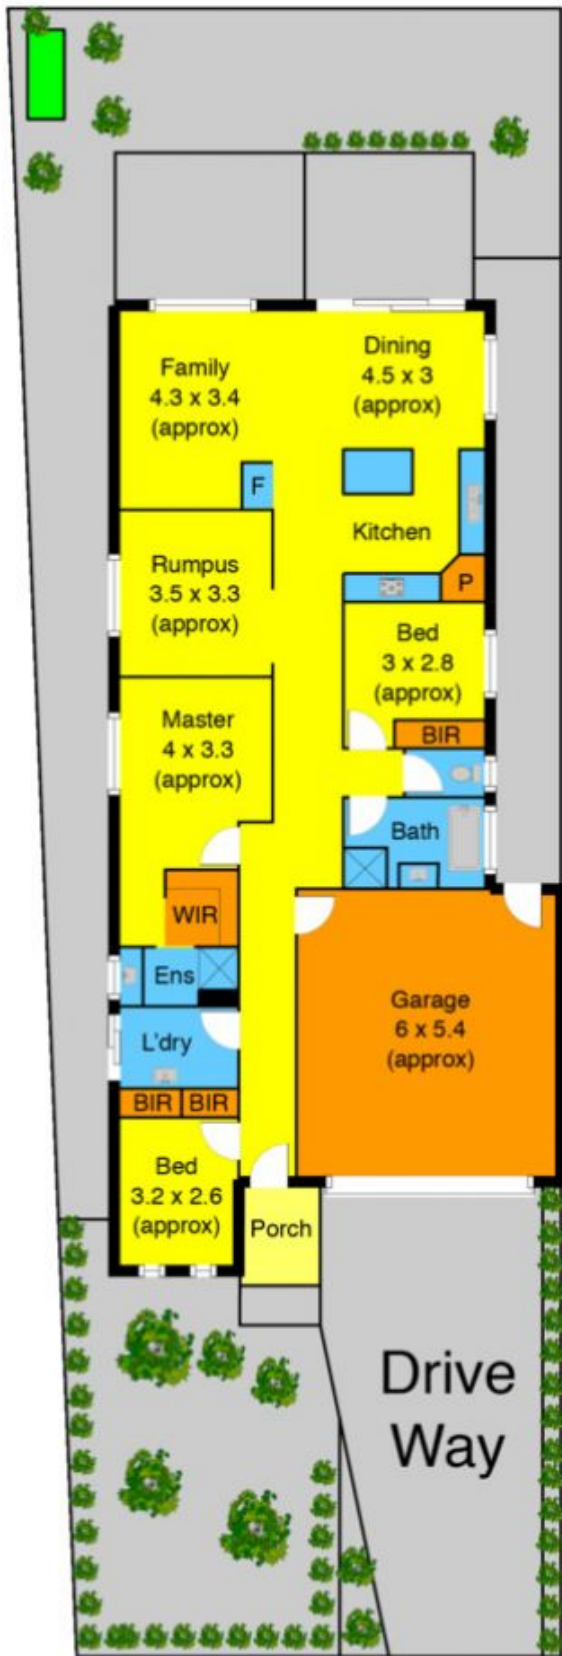 Family
4.3 x 3.4
(approx)
Dining
4.5 x 3
(approx)
F
Kitchen
Rumpus
3.5 x 3.3
(approx)
P
Bed
3 x 2.8
(approx)
BIR
Master
4 x 3.3
(approx)
Bath
WIR
Ens
Garage
6 x 5.4
(approx)
L'dry
BIR BIR
Bed
3.2 x 2.6
(approx)
Porch
Drive
Way